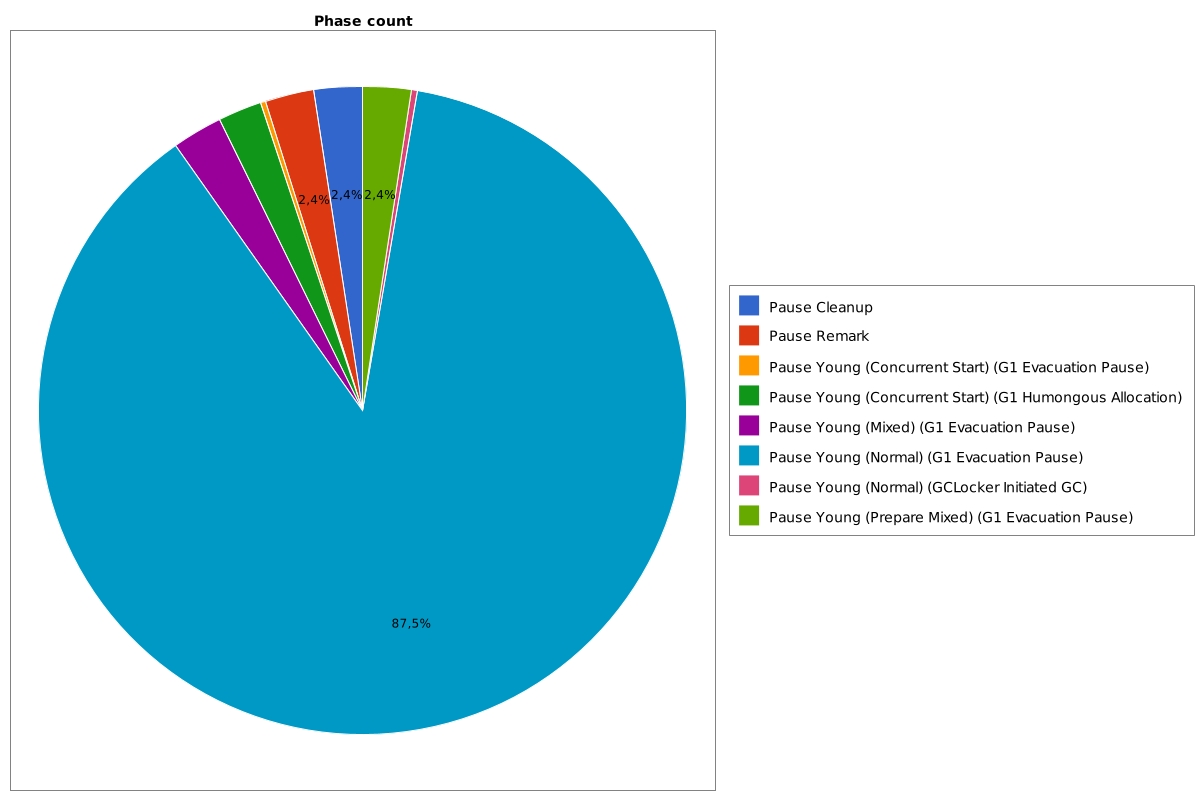 Phase count
2,4%
2,4%
2,4%
87,5%
Pause Cleanup
Pause Remark
Pause Young (Concurrent Start) (G1 Evacuation Pause)
Pause Young (Concurrent Start) (G1 Humongous Allocation)
Pause Young (Mixed) (G1 Evacuation Pause)
Pause Young (Normal) (G1 Evacuation Pause)
Pause Young (Normal) (GCLocker Initiated GC)
Pause Young (Prepare Mixed) (G1 Evacuation Pause)